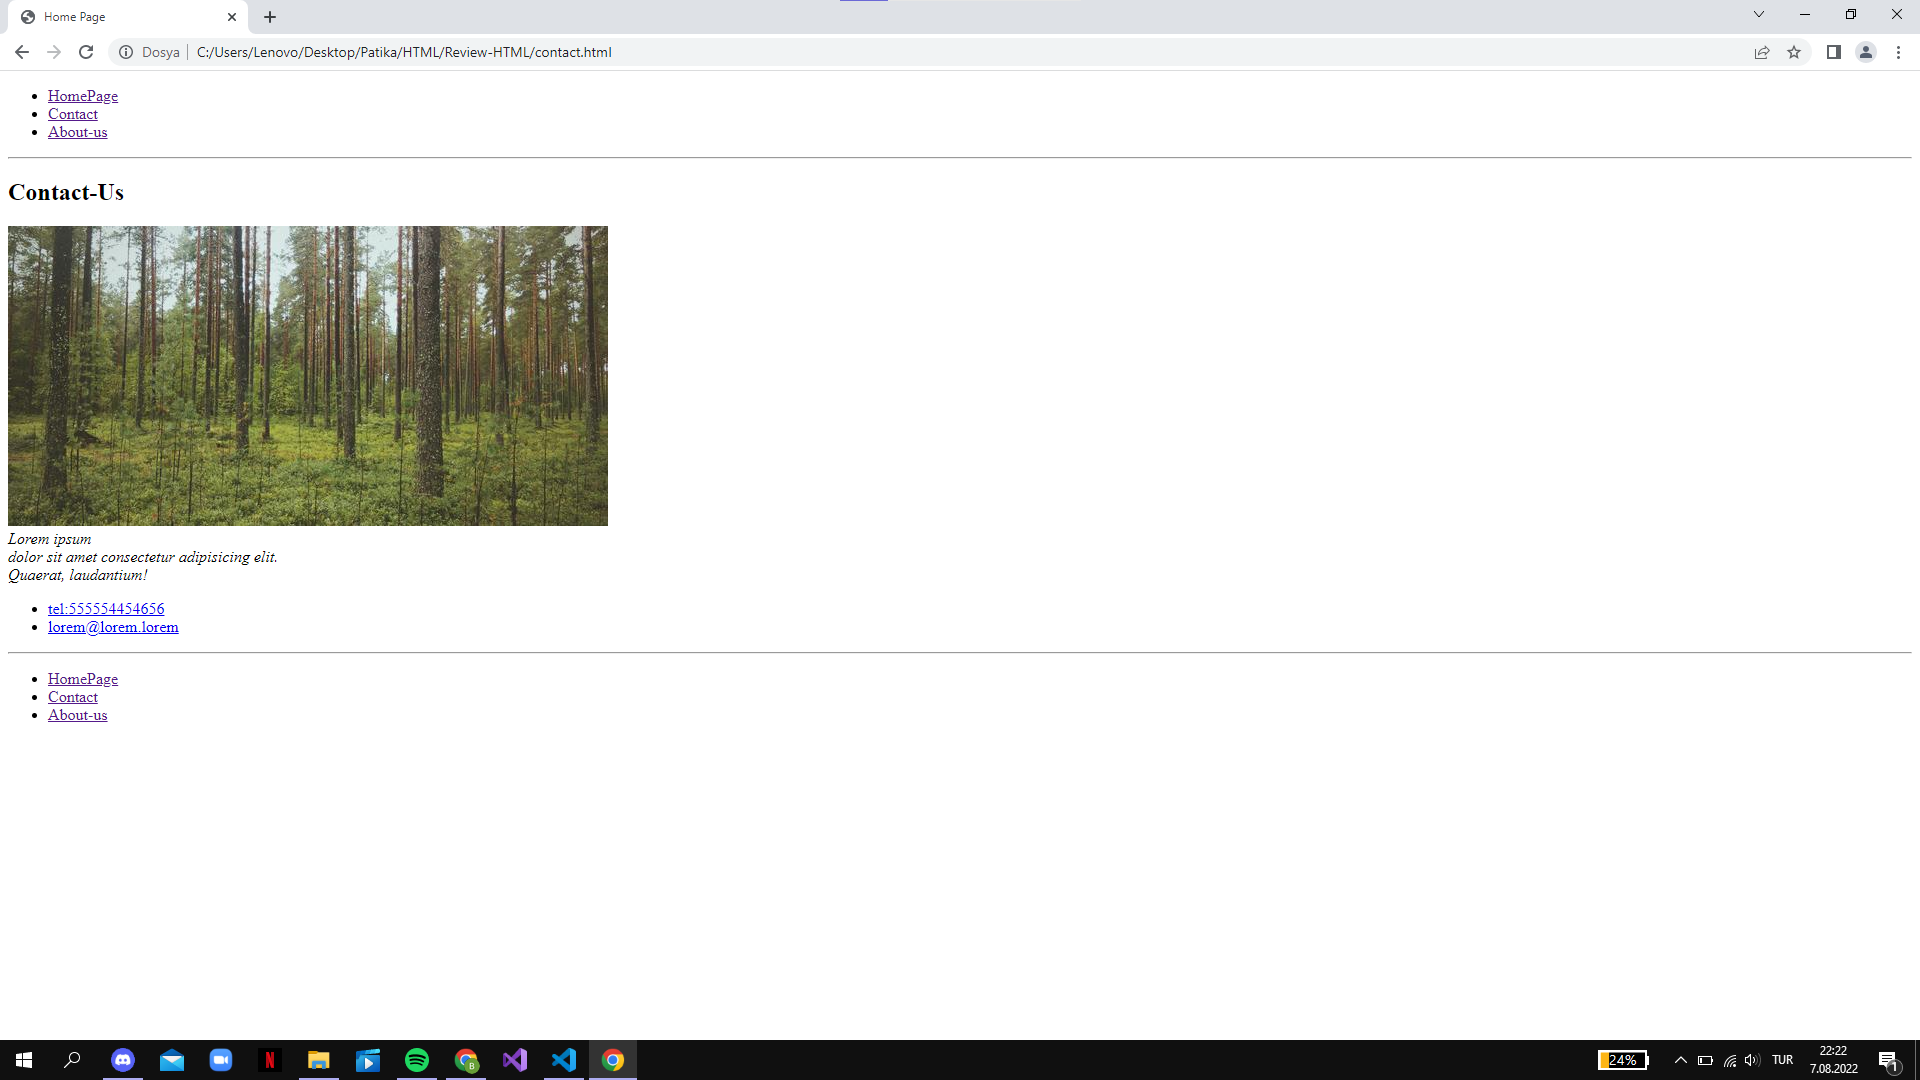 Home Page
Dosya C:/Users/Lenovo/Desktop/Patika/HTML/Review-HTML/contact.html
HomePage
Contact
About-us
Contact-Us
Lorem ipsum
dolor sit amet consectetur adipisicing elit.
Quaerat, laudantium!
tel:555554454656
lorem@lorem.lorem
HomePage
Contact
About-us
N
B
24%
TUR
22:22
7.08.2022
1